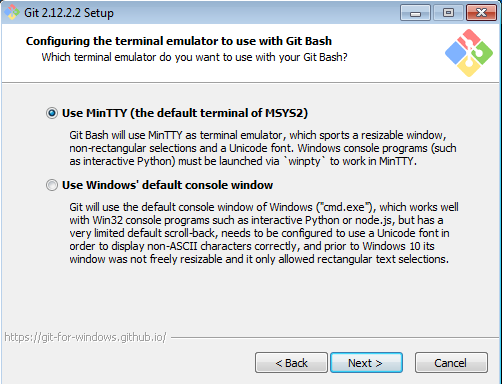 Git 2.12.2.2 Setup
Configuring the terminal emulator to use with Git Bash
Which terminal emulator do you want to use with your Git Bash?
Use MinTTY (the default terminal of MSYS2)
Git Bash will use MinTTY as terminal emulator, which sports a resizable window,
non-rectangular selections and a Unicode font. Windows console programs (such
as interactive Python) must be launched via `winpty` to work in MinTTY.
Use Windows' default console window
Git will use the default console window of Windows ("cmd.exe"), which works well
with Win32 console programs such as interactive Python or node.js, but has a
very limited default scroll-back, needs to be configured to use a Unicode font in
order to display non-ASCII characters correctly, and prior to Windows 10 its
window was not freely resizable and it only allowed rectangular text selections.
https://git-for-windows.github.io/
< Back
Next >
Cancel